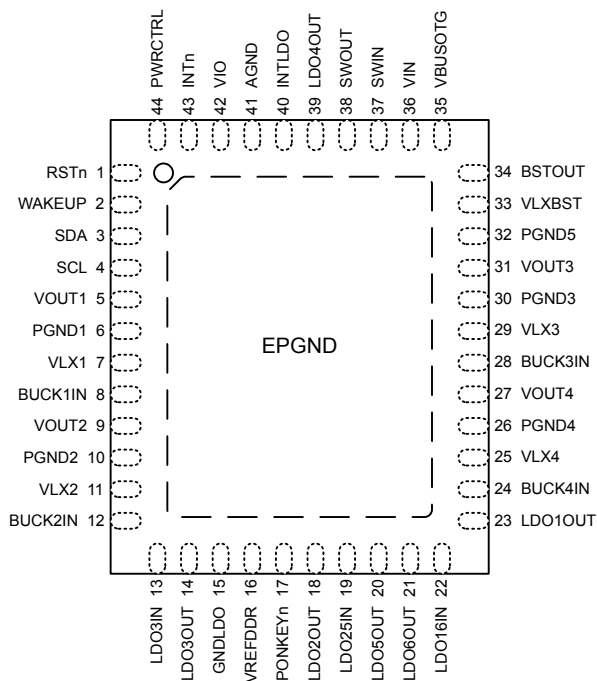 44 PWRCTRL
43 INTn
42 VIO
41 AGND
40 INTLDO
39 LDO4OUT
38 SWOUT
37 SWIN
36 VIN
35 VBUSOTG
RSTn 1
WAKEUP 2
SDA 3
SCL 4
VOUT1 5
PGND1 6
VLX1 7
BUCK1IN 8
VOUT2 9
PGND2 10
VLX2 11
BUCK2IN 12
EPGND
34 BSTOUT
33 VLXBST
32 PGND5
31 VOUT3
30 PGND3
29 VLX3
28 BUCK3IN
27 VOUT4
26 PGND4
25 VLX4
24 BUCK4IN
23 LDO1OUT
LDO3IN 13
LDO3OUT 14
GNDLDO 15
VREFDDR 16
PONKEYn 17
LDO2OUT 18
LDO25IN 19
LDO5OUT 20
LDO6OUT 21
LDO16IN 22